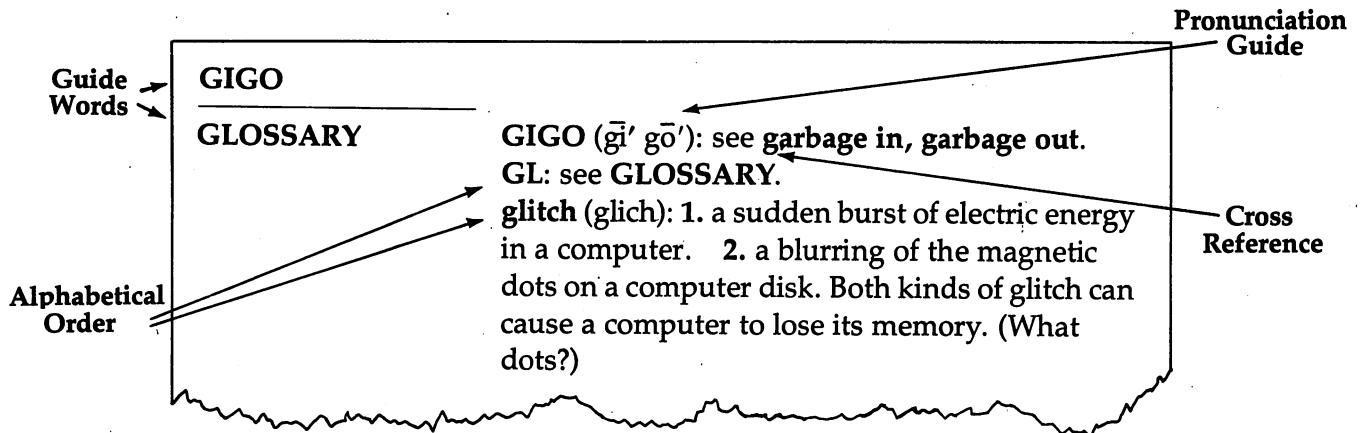 Pronunciation
Guide
Guide
Words
GIGO
GLOSSARY
GIGO (gī′ gō′): see garbage in, garbage out.
GL: see GLOSSARY.
glitch (glich): 1. a sudden burst of electric energy
in a computer. 2. a blurring of the magnetic
dots on a computer disk. Both kinds of glitch can
cause a computer to lose its memory. (What
dots?)
Cross
Reference
Alphabetical
Order